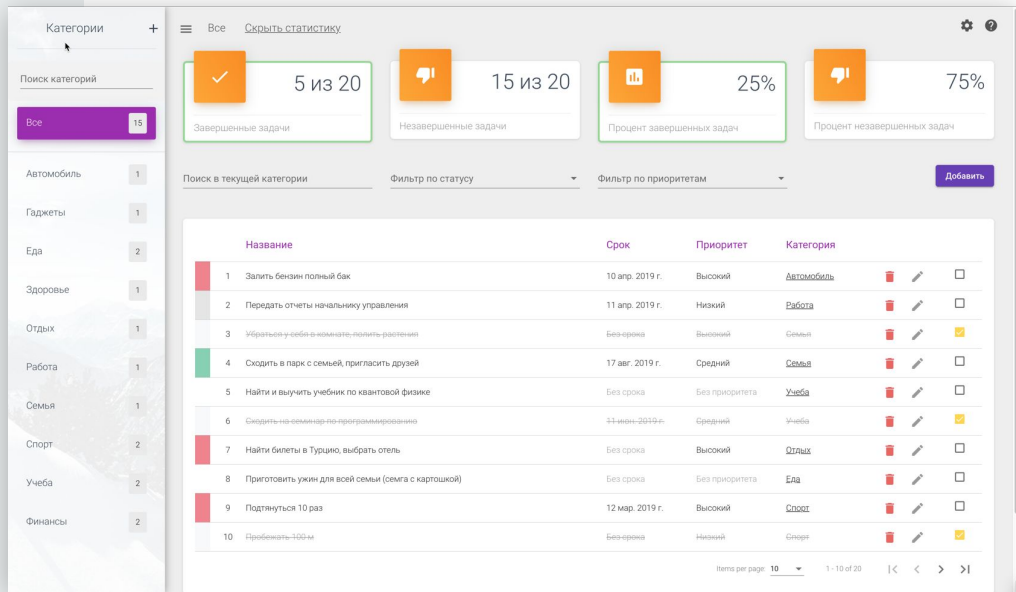 Категории +
Все Скрыть статистику
Поиск категорий
Все 15
Автомобиль 1
Гаджеты 1
Еда 2
Здоровье 1
Отдых 1
Работа 1
Семья 1
Спорт 2
Учеба 2
Финансы 2
5 из 20
Завершенные задачи
15 из 20
Незавершенные задачи
25%
Процент завершенных задач
75%
Процент незавершенных задач
Поиск в текущей категории Фильтр по статусу Фильтр по приоритетам Добавить
Название Срок Приоритет Категория
1 Залить бензин полный бак 10 апр. 2019 г. Высокий Автомобиль
2 Передать отчеты начальнику управления 11 апр. 2019 г. Низкий Работа
3 Убраться у себя в комнате, полить растения Без срока Высокий Семья
4 Сходить в парк с семьей, пригласить друзей 17 авг. 2019 г. Средний Семья
5 Найти и выучить учебник по квантовой физике Без срока Без приоритета Учеба
6 Сходить на семинар по программированию 11 июн. 2019 г. Средний Учеба
7 Найти билеты в Турцию, выбрать отель Без срока Высокий Отдых
8 Приготовить ужин для всей семьи (семга с картошкой) Без срока Без приоритета Еда
9 Подтянуться 10 раз 12 мар. 2019 г. Высокий Спорт
10 Пробежать 100 м Без срока Низкий Спорт
Items per page 10 1 - 10 of 20